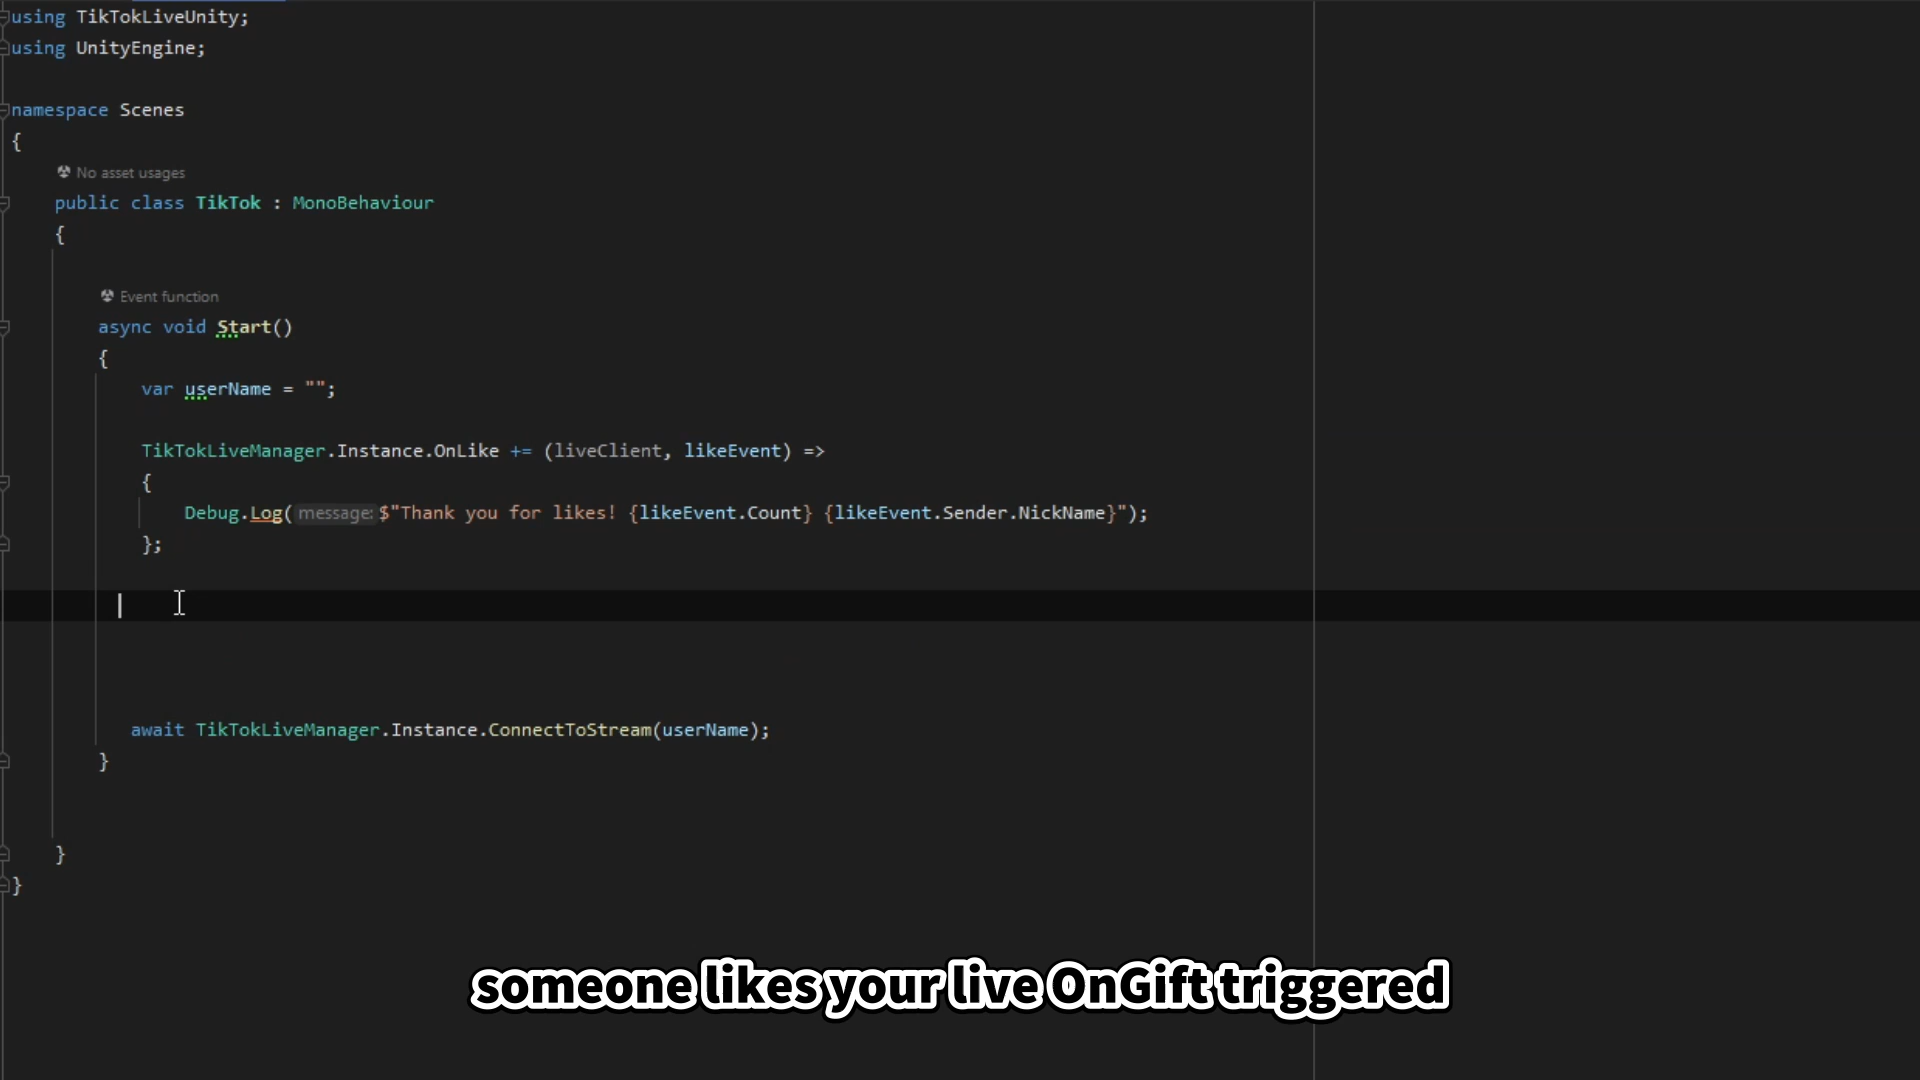 using TikTokLiveUnity;
using UnityEngine;
namespace Scenes
{
No asset usages
public class TikTok : MonoBehaviour
{
Event function
async void Start()
{
var userName = "";
TikTokLiveManager.Instance.OnLike += (liveClient, likeEvent) =>
{
Debug.Log( message: $"Thank you for likes! {likeEvent.Count} {likeEvent.Sender.NickName}");
};
await TikTokLiveManager.Instance.ConnectToStream(userName);
}
}
}
someone likes your live OnGift triggered